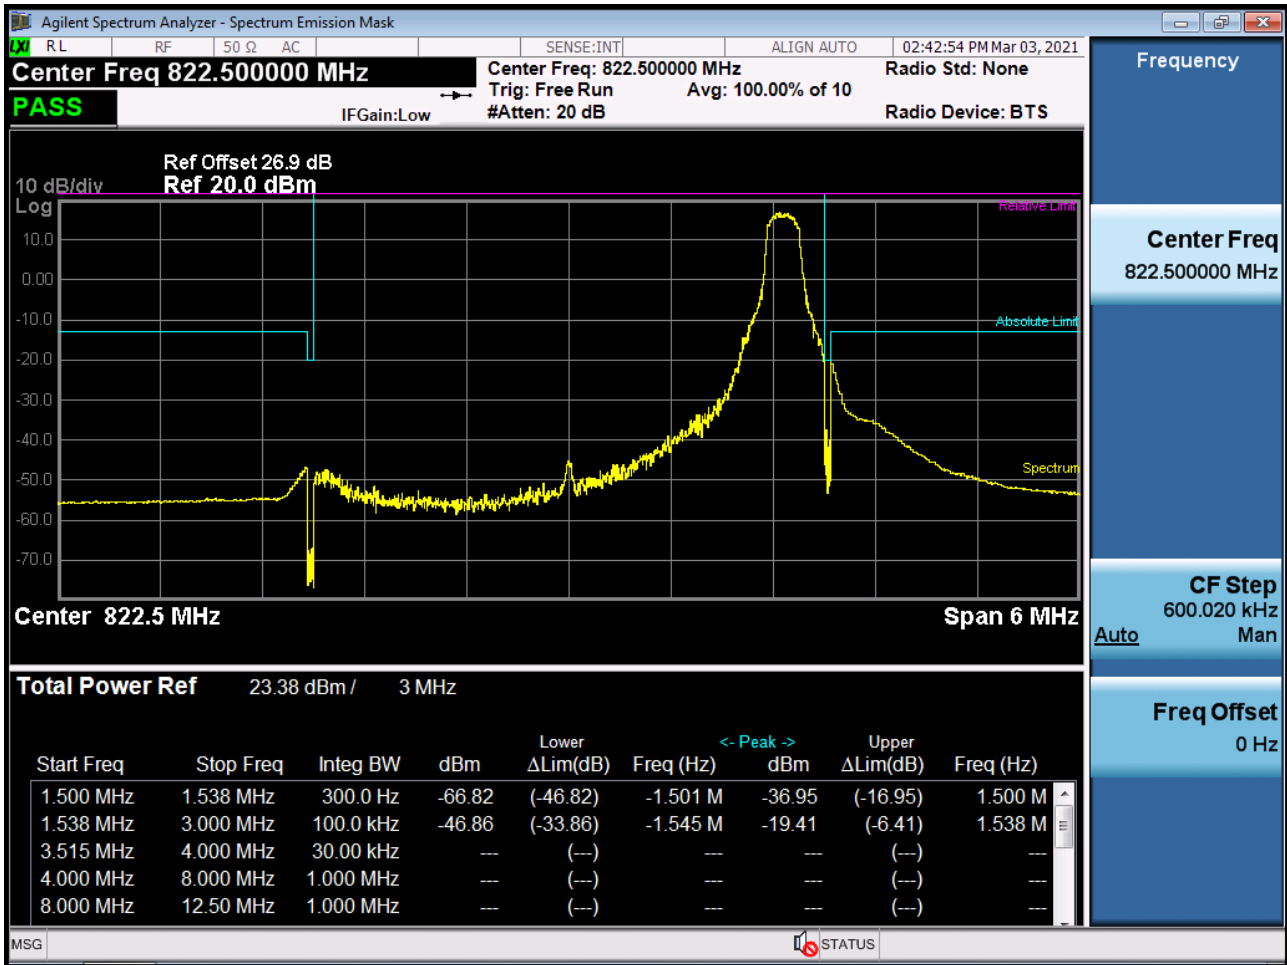 Agilent Spectrum Analyzer - Spectrum Emission Mask
LXI RL RF 50 Ω AC SENSE:INT ALIGN AUTO 02:42:54 PM Mar 03, 2021
Center Freq 822.500000 MHz
Center Freq: 822.500000 MHz Radio Std: None
Trig: Free Run Avg: 100.00% of 10
PASS IFGain:Low #Atten: 20 dB Radio Device: BTS
Ref Offset 26.9 dB
10 dB/div Ref 20.0 dBm
Log
Relative Limit
10.0
0.00
-10.0
Absolute Limit
-20.0
-30.0
-40.0
Spectrum
-50.0
-60.0
-70.0
Center 822.5 MHz Span 6 MHz
Total Power Ref 23.38 dBm / 3 MHz
Lower <- Peak -> Upper
Start Freq Stop Freq Integ BW dBm ΔLim(dB) Freq (Hz) dBm ΔLim(dB) Freq (Hz)
1.500 MHz 1.538 MHz 300.0 Hz -66.82 (-46.82) -1.501 M -36.95 (-16.95) 1.500 M
1.538 MHz 3.000 MHz 100.0 kHz -46.86 (-33.86) -1.545 M -19.41 (-6.41) 1.538 M
3.515 MHz 4.000 MHz 30.00 kHz --- (---) --- --- (---) ---
4.000 MHz 8.000 MHz 1.000 MHz --- (---) --- --- (---) ---
8.000 MHz 12.50 MHz 1.000 MHz --- (---) --- --- (---) ---
MSG STATUS
Frequency
Center Freq
822.500000 MHz
CF Step
600.020 kHz
Auto Man
Freq Offset
0 Hz